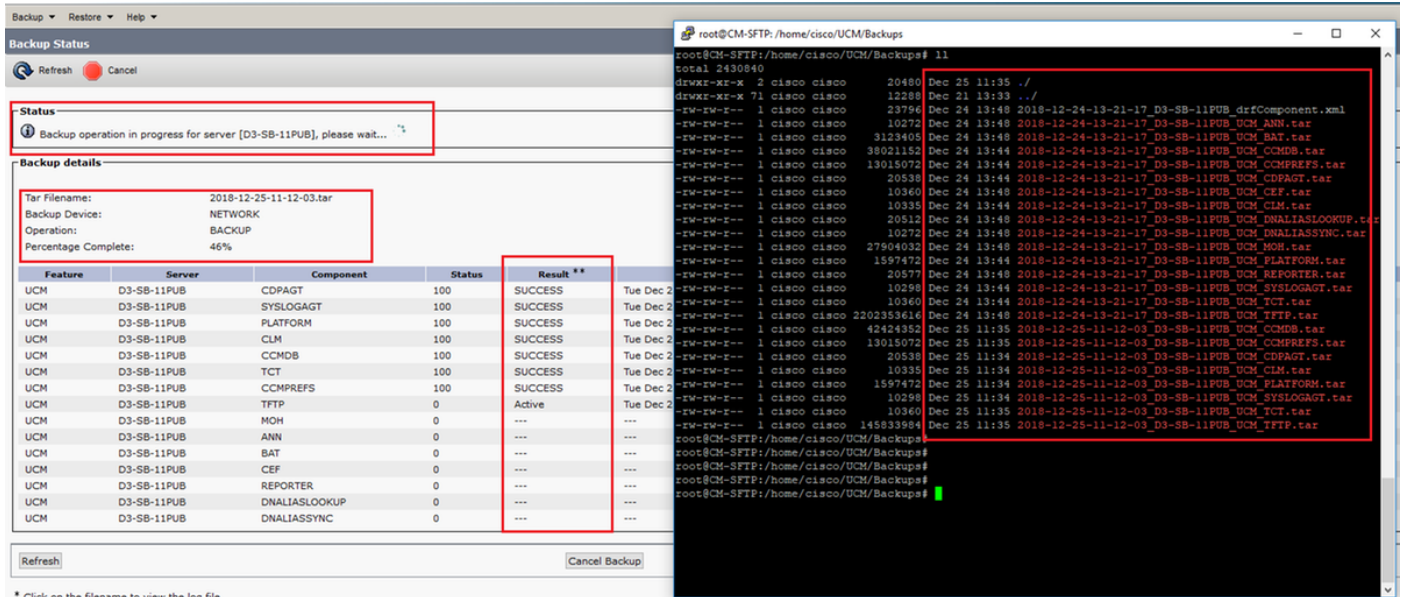 Backup Restore Help
Backup Status
Refresh Cancel
Status
Backup operation in progress for server [D3-SB-11PUB], please wait...
Backup details
Tar Filename: 2018-12-25-11-12-03.tar
Backup Device: NETWORK
Operation: BACKUP
Percentage Complete: 46%
Feature Server Component Status Result **
UCM D3-SB-11PUB CDPAGT 100 SUCCESS Tue Dec 2
UCM D3-SB-11PUB SYSLOGAGT 100 SUCCESS Tue Dec 2
UCM D3-SB-11PUB PLATFORM 100 SUCCESS Tue Dec 2
UCM D3-SB-11PUB CLM 100 SUCCESS Tue Dec 2
UCM D3-SB-11PUB CCMDB 100 SUCCESS Tue Dec 2
UCM D3-SB-11PUB TCT 100 SUCCESS Tue Dec 2
UCM D3-SB-11PUB CCMPREFS 100 SUCCESS Tue Dec 2
UCM D3-SB-11PUB TFTP 0 Active Tue Dec 2
UCM D3-SB-11PUB MOH 0 --- ---
UCM D3-SB-11PUB ANN 0 --- ---
UCM D3-SB-11PUB BAT 0 --- ---
UCM D3-SB-11PUB CEF 0 --- ---
UCM D3-SB-11PUB REPORTER 0 --- ---
UCM D3-SB-11PUB DNALIASLOOKUP 0 --- ---
UCM D3-SB-11PUB DNALIASSYNC 0 --- ---
Refresh Cancel Backup
* Click on the filename to view the log file
root@CM-SFTP: /home/cisco/UCM/Backups
root@CM-SFTP:/home/cisco/UCM/Backups# ll
total 2430840
drwxr-xr-x 2 cisco cisco 20480 Dec 25 11:35 ./
drwxr-xr-x 71 cisco cisco 12288 Dec 21 13:33 ../
-rw-rw-r-- 1 cisco cisco 23796 Dec 24 13:48 2018-12-24-13-21-17_D3-SB-11PUB_drfComponent.xml
-rw-rw-r-- 1 cisco cisco 10272 Dec 24 13:48 2018-12-24-13-21-17_D3-SB-11PUB_UCM_ANN.tar
-rw-rw-r-- 1 cisco cisco 3123405 Dec 24 13:48 2018-12-24-13-21-17_D3-SB-11PUB_UCM_BAT.tar
-rw-rw-r-- 1 cisco cisco 38021152 Dec 24 13:44 2018-12-24-13-21-17_D3-SB-11PUB_UCM_CCMDB.tar
-rw-rw-r-- 1 cisco cisco 13015072 Dec 24 13:44 2018-12-24-13-21-17_D3-SB-11PUB_UCM_CCMPREFS.tar
-rw-rw-r-- 1 cisco cisco 20538 Dec 24 13:44 2018-12-24-13-21-17_D3-SB-11PUB_UCM_CDPAGT.tar
-rw-rw-r-- 1 cisco cisco 10360 Dec 24 13:48 2018-12-24-13-21-17_D3-SB-11PUB_UCM_CEF.tar
-rw-rw-r-- 1 cisco cisco 10335 Dec 24 13:44 2018-12-24-13-21-17_D3-SB-11PUB_UCM_CLM.tar
-rw-rw-r-- 1 cisco cisco 20512 Dec 24 13:48 2018-12-24-13-21-17_D3-SB-11PUB_UCM_DNALIASLOOKUP.tar
-rw-rw-r-- 1 cisco cisco 10272 Dec 24 13:48 2018-12-24-13-21-17_D3-SB-11PUB_UCM_DNALIASSYNC.tar
-rw-rw-r-- 1 cisco cisco 27904032 Dec 24 13:48 2018-12-24-13-21-17_D3-SB-11PUB_UCM_MOH.tar
-rw-rw-r-- 1 cisco cisco 1597472 Dec 24 13:44 2018-12-24-13-21-17_D3-SB-11PUB_UCM_PLATFORM.tar
-rw-rw-r-- 1 cisco cisco 20577 Dec 24 13:48 2018-12-24-13-21-17_D3-SB-11PUB_UCM_REPORTER.tar
-rw-rw-r-- 1 cisco cisco 10298 Dec 24 13:44 2018-12-24-13-21-17_D3-SB-11PUB_UCM_SYSLOGAGT.tar
-rw-rw-r-- 1 cisco cisco 10360 Dec 24 13:44 2018-12-24-13-21-17_D3-SB-11PUB_UCM_TCT.tar
-rw-rw-r-- 1 cisco cisco 2202353616 Dec 24 13:48 2018-12-24-13-21-17_D3-SB-11PUB_UCM_TFTP.tar
-rw-rw-r-- 1 cisco cisco 42424352 Dec 25 11:35 2018-12-25-11-12-03_D3-SB-11PUB_UCM_CCMDB.tar
-rw-rw-r-- 1 cisco cisco 13015072 Dec 25 11:35 2018-12-25-11-12-03_D3-SB-11PUB_UCM_CCMPREFS.tar
-rw-rw-r-- 1 cisco cisco 20538 Dec 25 11:34 2018-12-25-11-12-03_D3-SB-11PUB_UCM_CDPAGT.tar
-rw-rw-r-- 1 cisco cisco 10335 Dec 25 11:34 2018-12-25-11-12-03_D3-SB-11PUB_UCM_CLM.tar
-rw-rw-r-- 1 cisco cisco 1597472 Dec 25 11:34 2018-12-25-11-12-03_D3-SB-11PUB_UCM_PLATFORM.tar
-rw-rw-r-- 1 cisco cisco 10298 Dec 25 11:34 2018-12-25-11-12-03_D3-SB-11PUB_UCM_SYSLOGAGT.tar
-rw-rw-r-- 1 cisco cisco 10360 Dec 25 11:35 2018-12-25-11-12-03_D3-SB-11PUB_UCM_TCT.tar
-rw-rw-r-- 1 cisco cisco 145833984 Dec 25 11:35 2018-12-25-11-12-03_D3-SB-11PUB_UCM_TFTP.tar
root@CM-SFTP:/home/cisco/UCM/Backups#
root@CM-SFTP:/home/cisco/UCM/Backups#
root@CM-SFTP:/home/cisco/UCM/Backups#
root@CM-SFTP:/home/cisco/UCM/Backups#